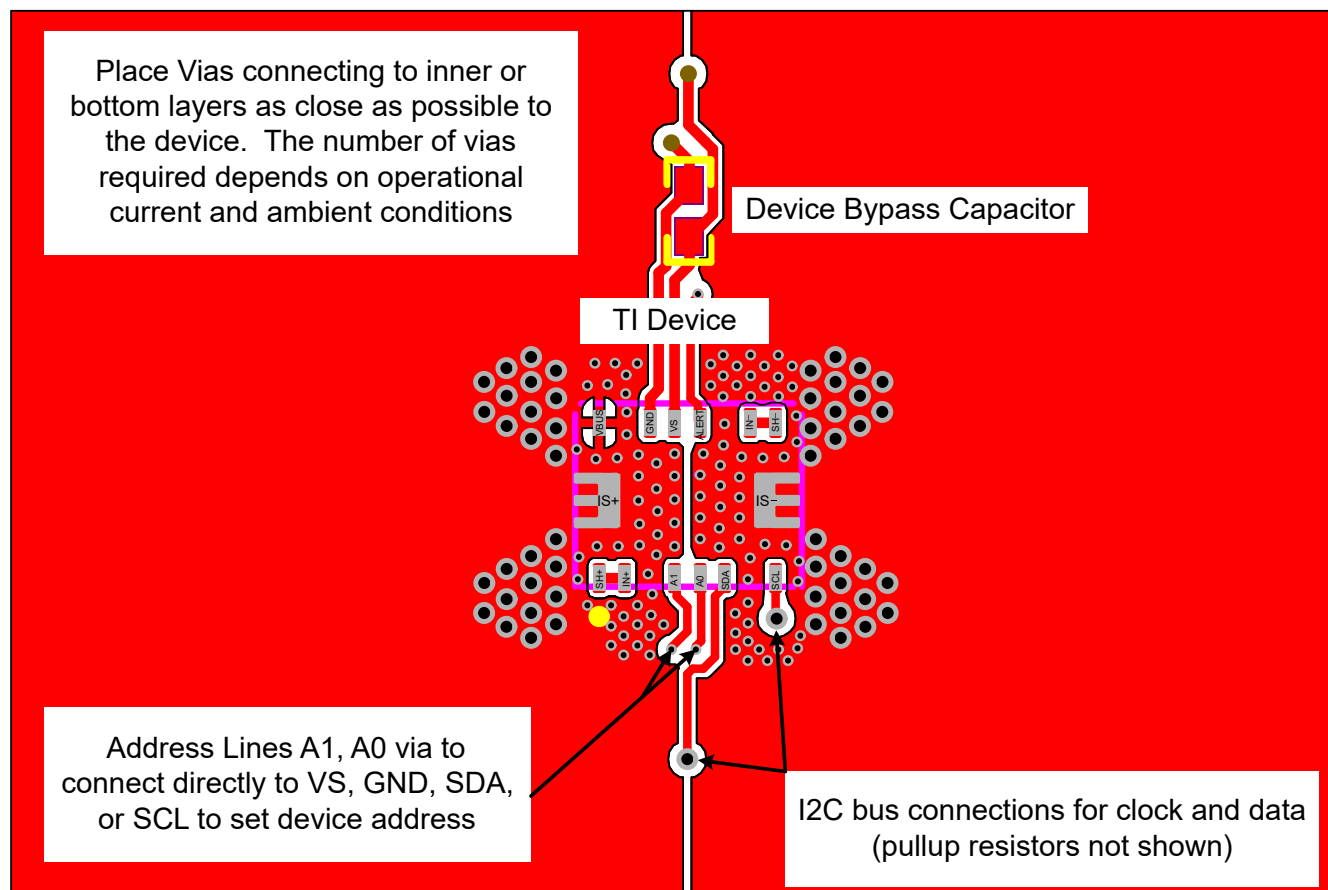 Place Vias connecting to inner or
bottom layers as close as possible to
the device.  The number of vias
required depends on operational
current and ambient conditions
Device Bypass Capacitor
TI Device
VBUS
GND
VS
ALERT
IN−
SH−
IS+
IS−
SH+
IN+
A1
A0
SDA
SCL
Address Lines A1, A0 via to
connect directly to VS, GND, SDA,
or SCL to set device address
I2C bus connections for clock and data
(pullup resistors not shown)